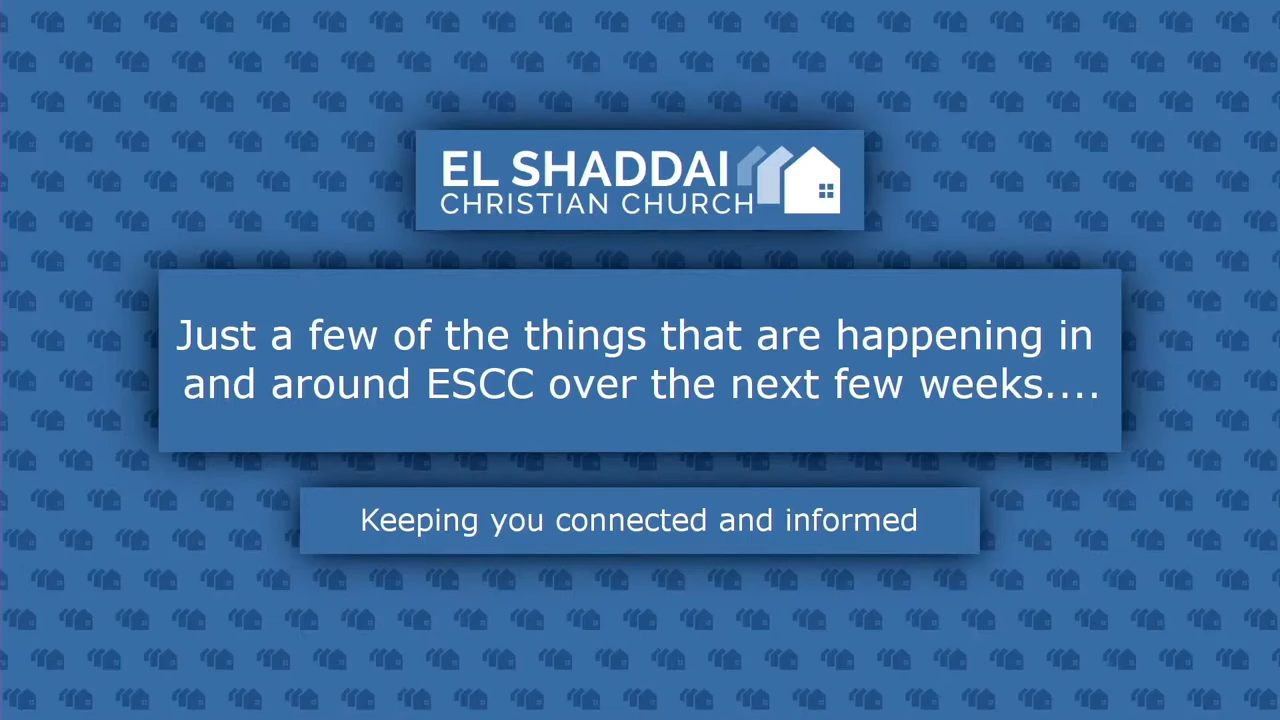 EL SHADDAI
CHRISTIAN CHURCH
Just a few of the things that are happening in
and around ESCC over the next few weeks....
Keeping you connected and informed